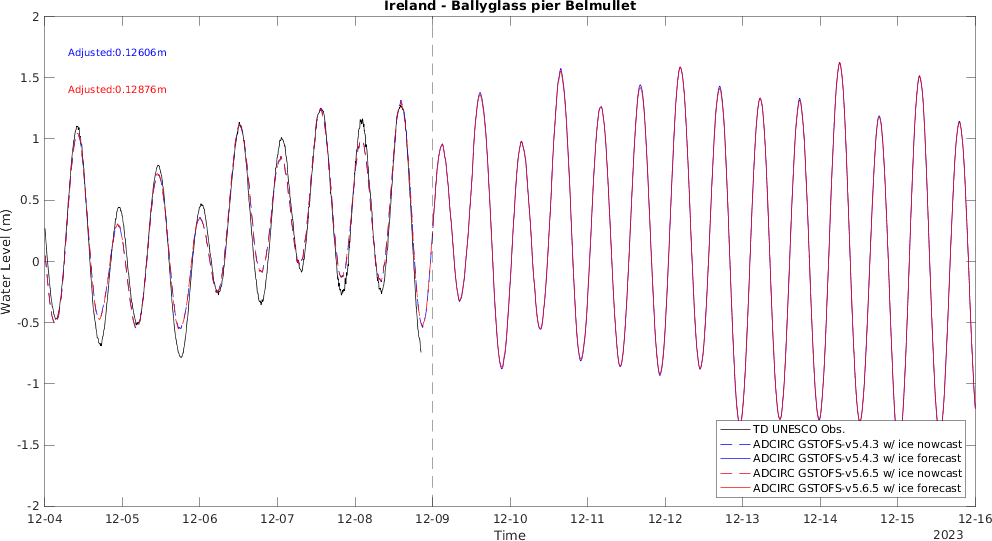 Ireland - Ballyglass pier Belmullet
2
1.5
1
0.5
0
-0.5
-1
-1.5
-2
Water Level (m)
Adjusted:0.12606m
Adjusted:0.12876m
TD UNESCO Obs.
ADCIRC GSTOFS-v5.4.3 w/ ice nowcast
ADCIRC GSTOFS-v5.4.3 w/ ice forecast
ADCIRC GSTOFS-v5.6.5 w/ ice nowcast
ADCIRC GSTOFS-v5.6.5 w/ ice forecast
12-04 12-05 12-06 12-07 12-08 12-09 12-10 12-11 12-12 12-13 12-14 12-15 12-16
Time
2023